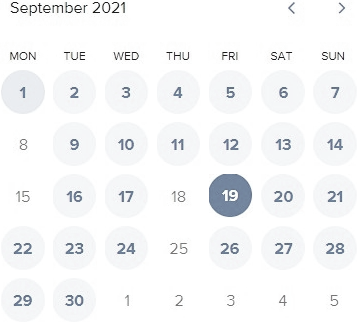 September 2021
MON TUE WED THU FRI SAT SUN
1 2 3 4 5 6 7
8 9 10 11 12 13 14
15 16 17 18 19 20 21
22 23 24 25 26 27 28
29 30 1 2 3 4 5